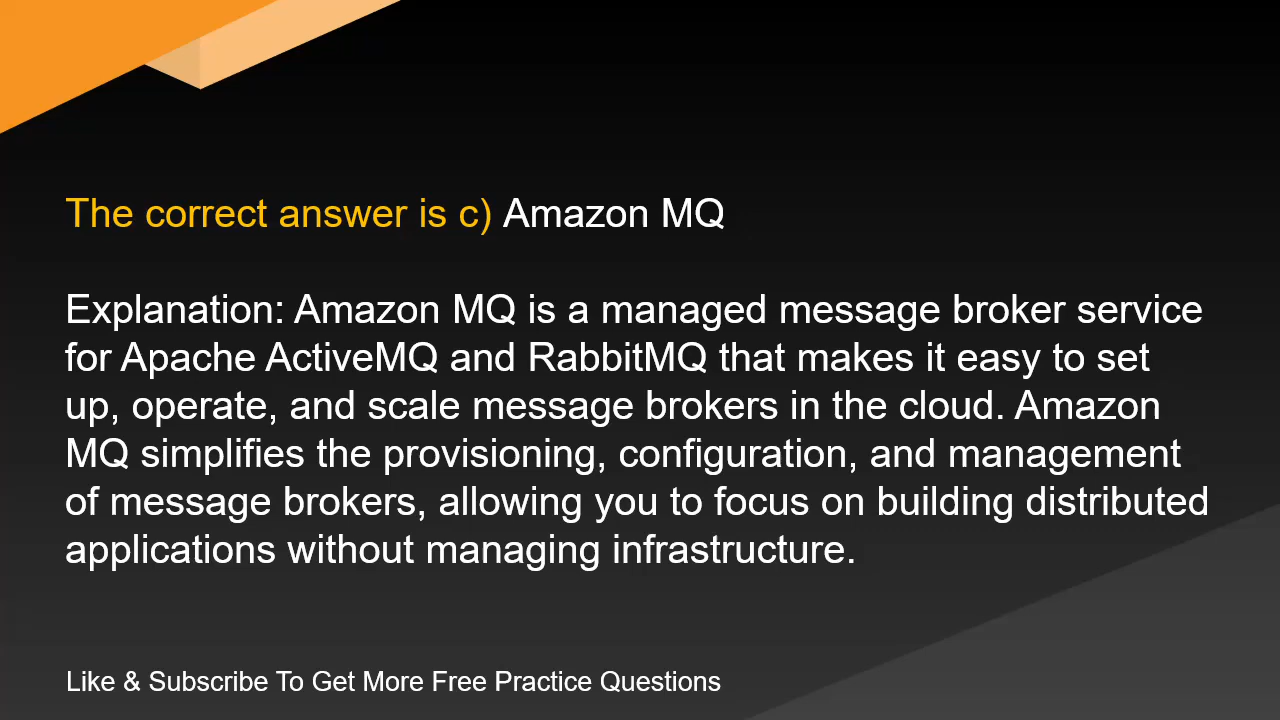 The correct answer is c) Amazon MQ
Explanation: Amazon MQ is a managed message broker service
for Apache ActiveMQ and RabbitMQ that makes it easy to set
up, operate, and scale message brokers in the cloud. Amazon
MQ simplifies the provisioning, configuration, and management
of message brokers, allowing you to focus on building distributed
applications without managing infrastructure.
Like & Subscribe To Get More Free Practice Questions